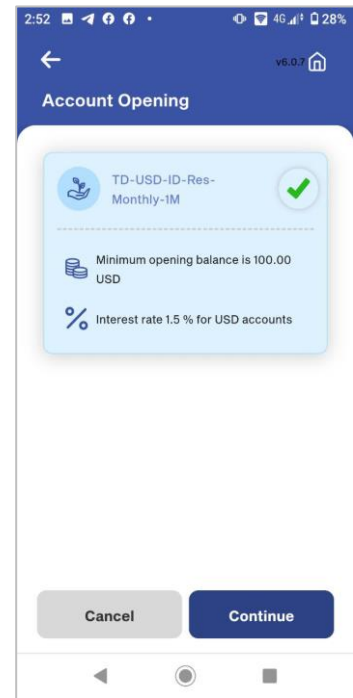 2:52 4G 28%
v6.0.7
Account Opening
TD-USD-ID-Res-
Monthly-1M
Minimum opening balance is 100.00
USD
Interest rate 1.5 % for USD accounts
Cancel Continue